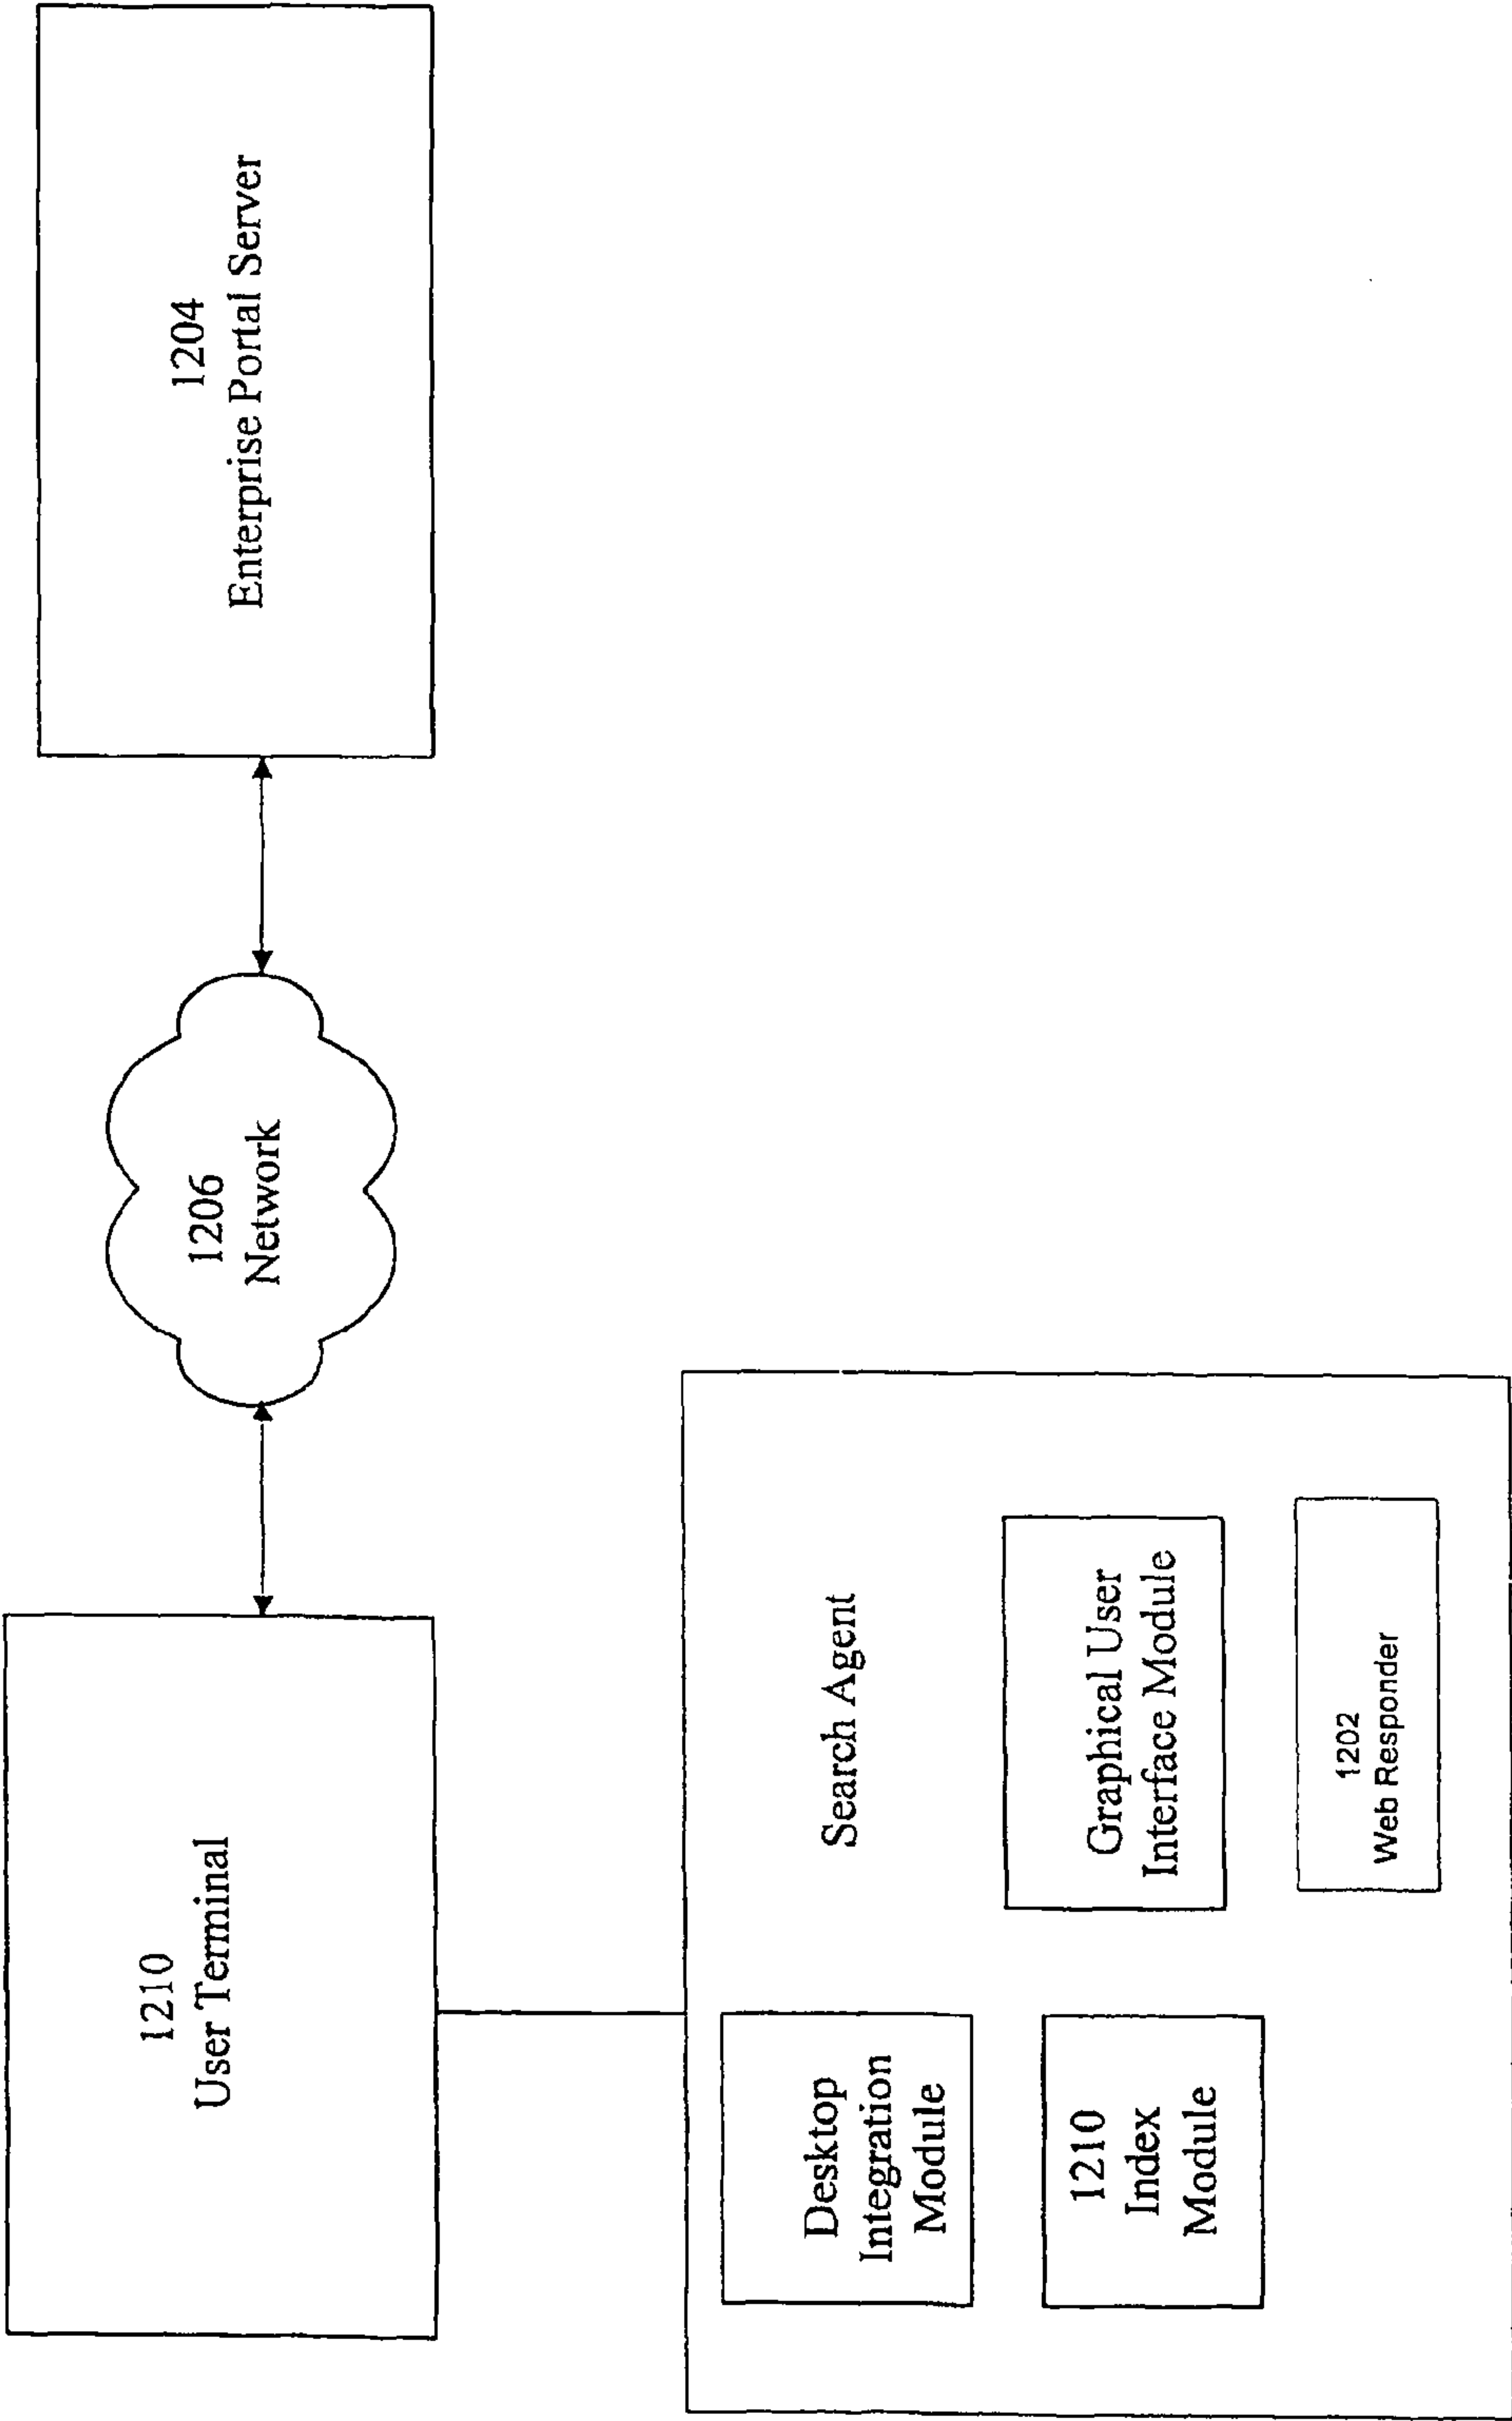 1210
User Terminal
1206
Network
1204
Enterprise Portal Server
Search Agent
Desktop
Integration
Module
Graphical User
Interface Module
1210
Index
Module
1202
Web Responder